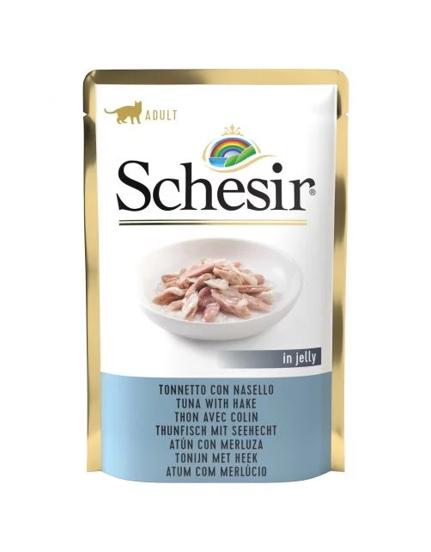 ADULT
Schesir®
in jelly
TONNETTO CON NASELLO
TUNA WITH HAKE
THON AVEC COLIN
THUNFISCH MIT SEEHECHT
ATÚN CON MERLUZA
TONIJN MET HEEK
ATUM COM MERLÚCIO